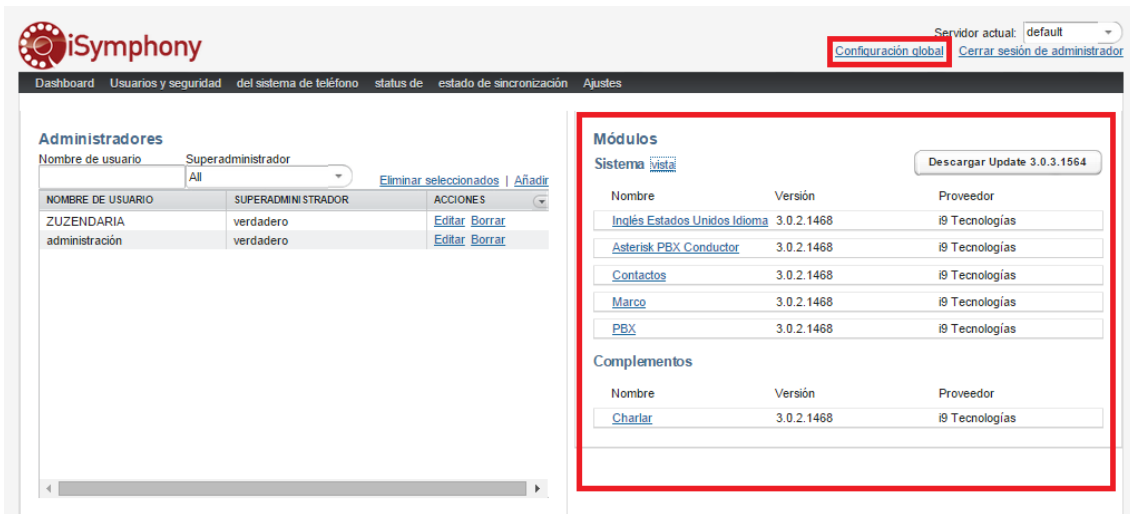 iSymphony
Servidor actual: default
Configuración global Cerrar sesión de administrador
Dashboard Usuarios y seguridad del sistema de teléfono status de estado de sincronización Ajustes
Administradores
Nombre de usuario Superadministrador
All
Eliminar seleccionados | Añadir
NOMBRE DE USUARIO SUPERADMINISTRADOR ACCIONES
ZUZENDARIA verdadero Editar Borrar
administración verdadero Editar Borrar
Módulos
Sistema vista
Descargar Update 3.0.3.1564
Nombre Versión Proveedor
Inglés Estados Unidos Idioma 3.0.2.1468 i9 Tecnologías
Asterisk PBX Conductor 3.0.2.1468 i9 Tecnologías
Contactos 3.0.2.1468 i9 Tecnologías
Marco 3.0.2.1468 i9 Tecnologías
PBX 3.0.2.1468 i9 Tecnologías
Complementos
Nombre Versión Proveedor
Charlar 3.0.2.1468 i9 Tecnologías